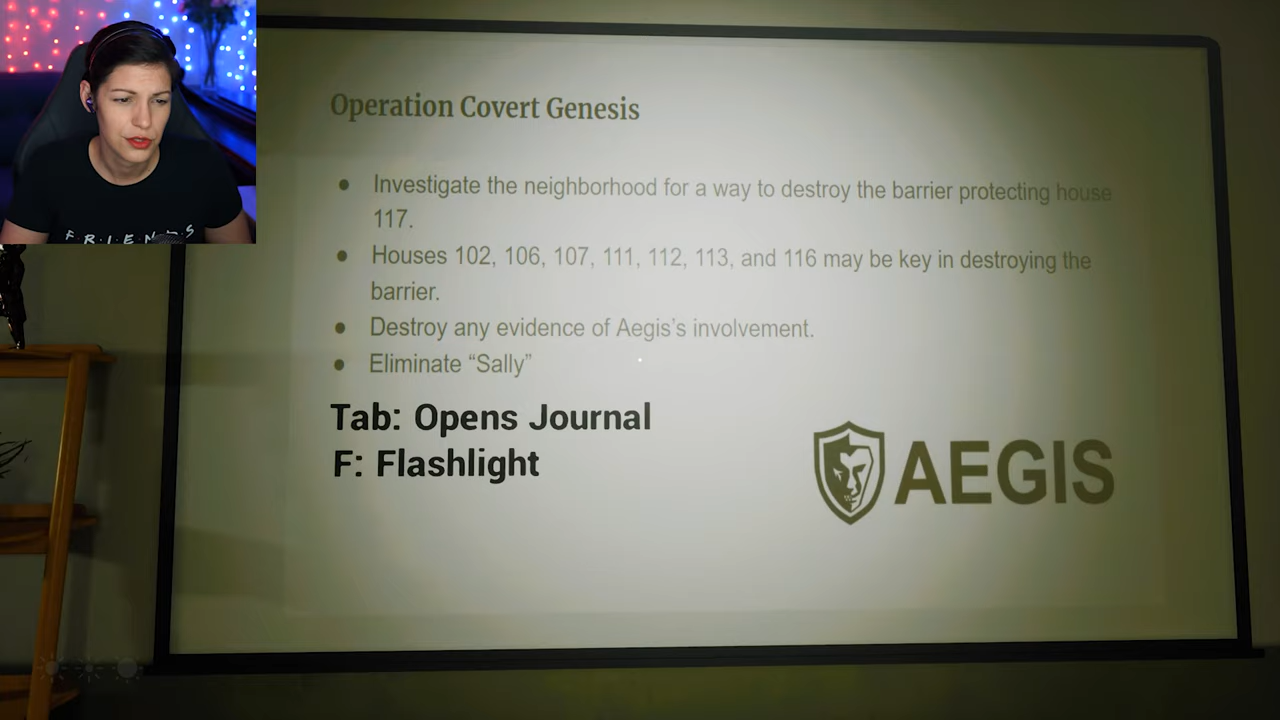 Operation Covert Genesis
● Investigate the neighborhood for a way to destroy the barrier protecting house
117.
● Houses 102, 106, 107, 111, 112, 113, and 116 may be key in destroying the
barrier.
● Destroy any evidence of Aegis's involvement.
● Eliminate “Sally”
Tab: Opens Journal
F: Flashlight
AEGIS
F·R·I·E·N·D·S